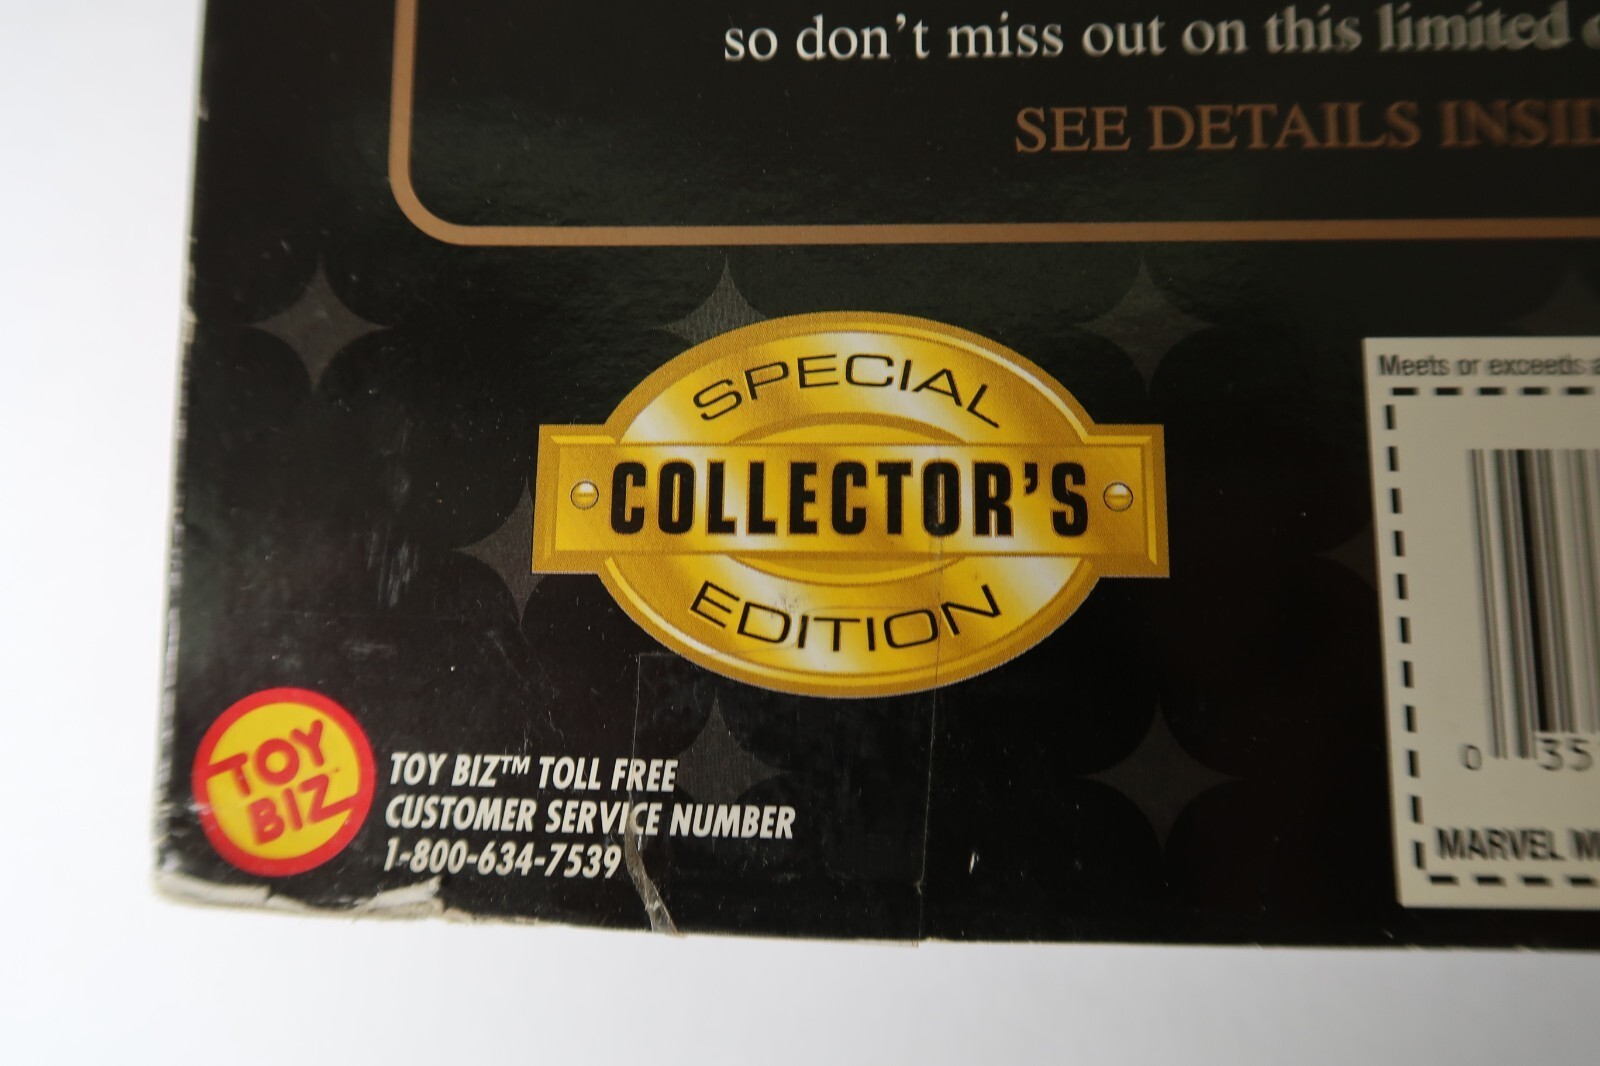 so don't miss out on this limited
SEE DETAILS INSID
SPECIAL
COLLECTOR'S
EDITION
Meets or exceeds
0 35
MARVEL M
TOY
BIZ
TOY BIZ™ TOLL FREE
CUSTOMER SERVICE NUMBER
1-800-634-7539